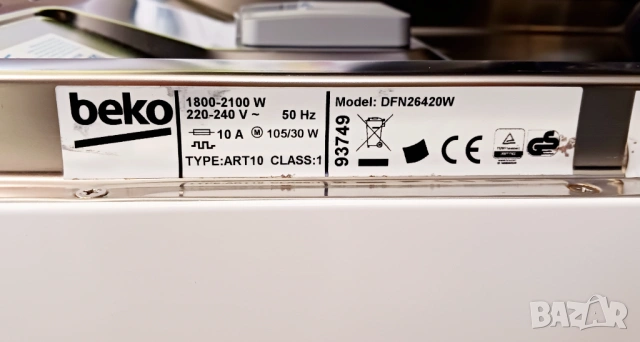 beko
1800-2100 W
220-240 V ~ 50 Hz
10 A M 105/30 W
TYPE:ART10 CLASS:1
Model: DFN26420W
93749
CE
GS
BAZAR